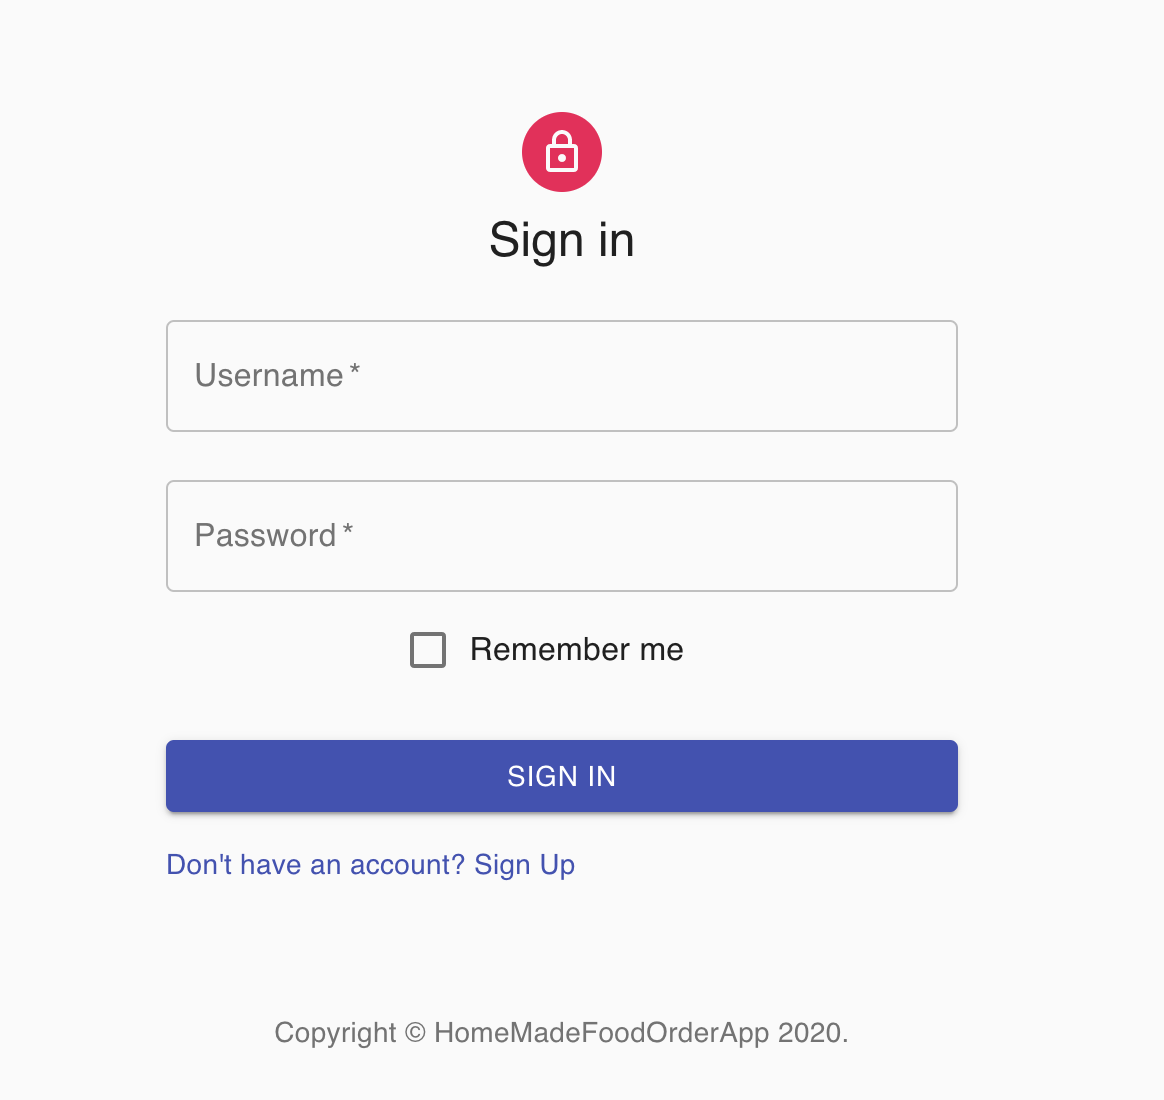 Sign in
Username *
Password *
Remember me
SIGN IN
Don't have an account? Sign Up
Copyright © HomeMadeFoodOrderApp 2020.